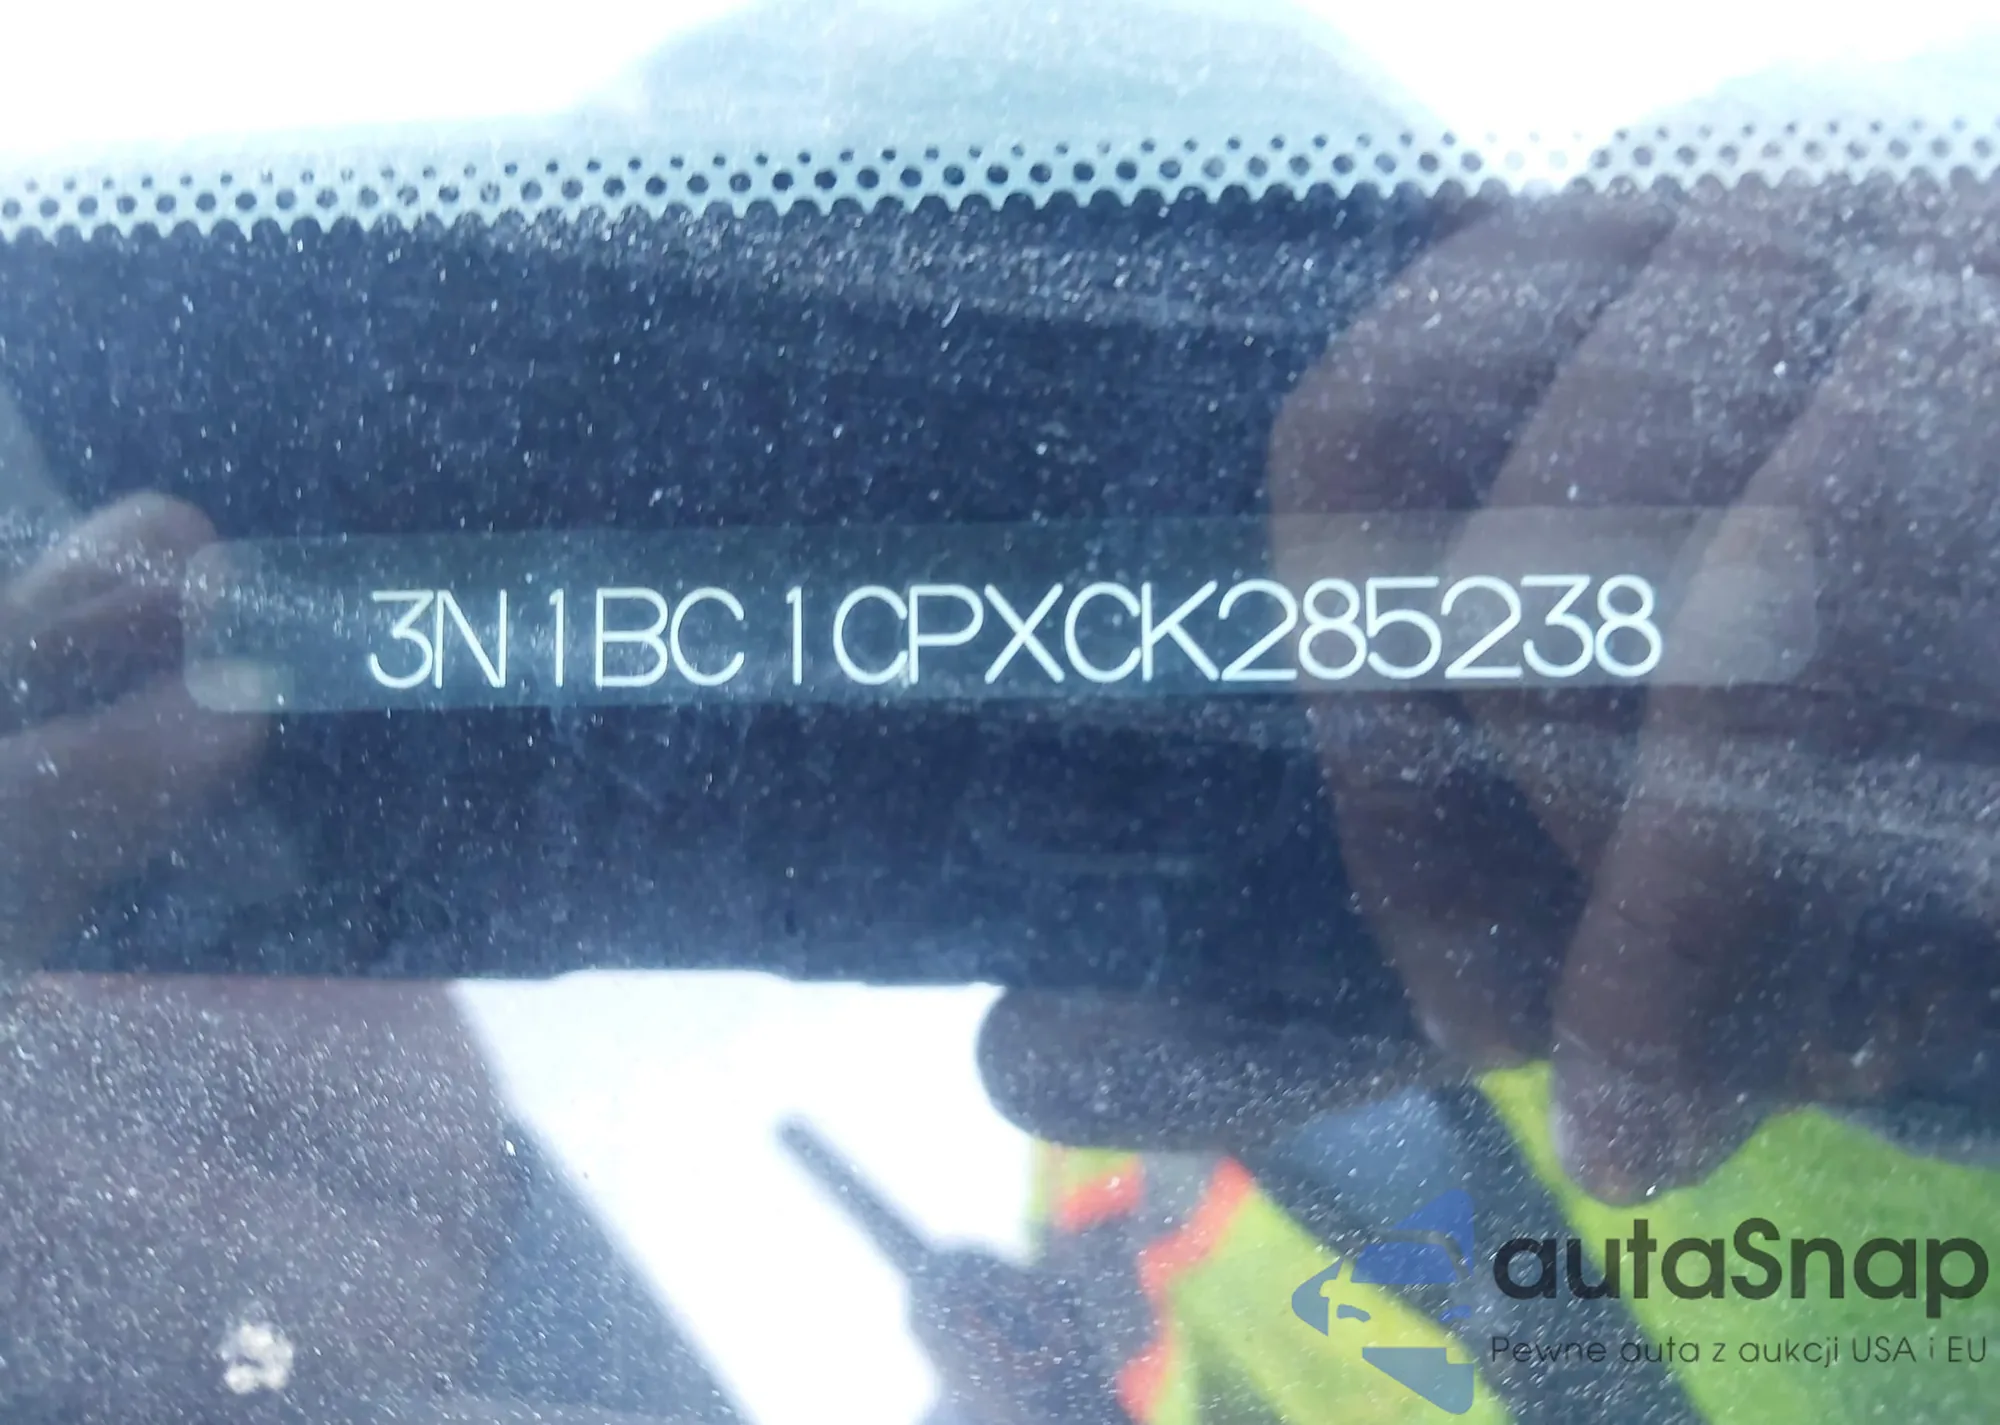 3N1BC1CPXCK285238
autaSnap
Pewne auta z aukcji USA i EU